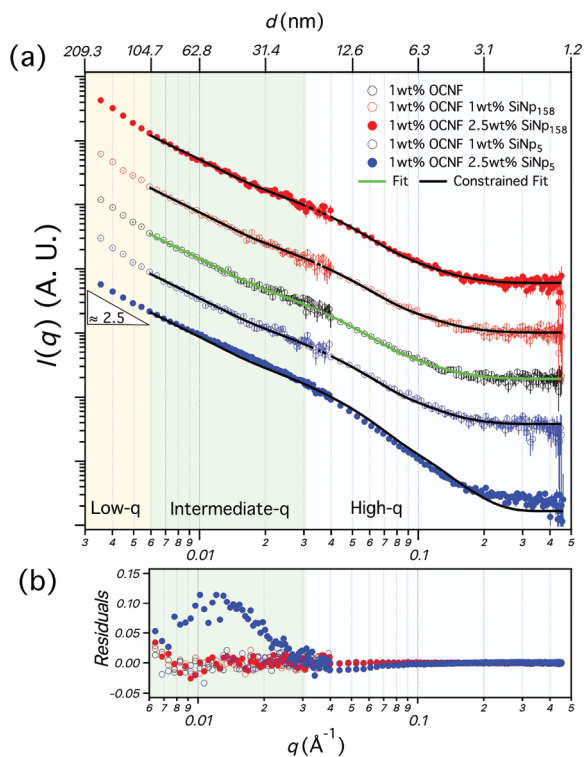 d (nm)
209.3 104.7 62.8 31.4 12.6 6.3 3.1 1.2
(a)
1wt% OCNF
1wt% OCNF 1wt% SiNp₁₅₈
1wt% OCNF 2.5wt% SiNp₁₅₈
1wt% OCNF 1wt% SiNp₅
1wt% OCNF 2.5wt% SiNp₅
Fit Constrained Fit
I(q) (A. U.)
≈ 2.5
Low-q Intermediate-q High-q
3 4 5 6 7 8 9 0.01 2 3 4 5 6 7 8 9 0.1 2 3 4 5
(b)
Residuals
0.15
0.10
0.05
0.00
-0.05
6 7 8 9 0.01 2 3 4 5 6 7 8 9 0.1 2 3 4 5
q (Å⁻¹)